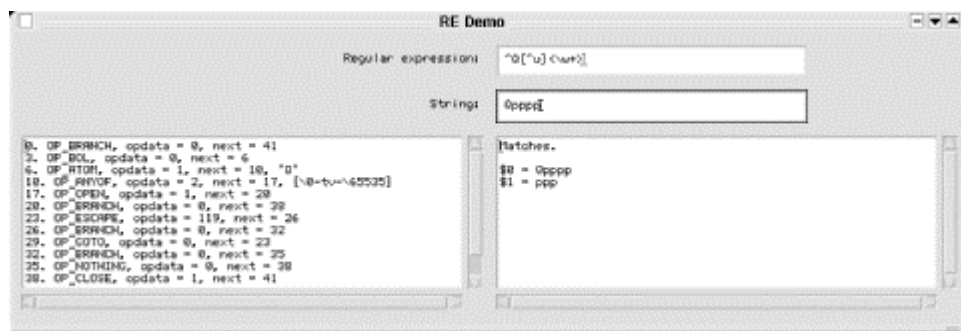 RE Demo
Regular expression: ^Q[^u](\w+)
String: Qpppp
0. OP_BRANCH, opdata = 0, next = 41
3. OP_BOL, opdata = 0, next = 6
6. OP_ATOM, opdata = 1, next = 10, "Q"
10. OP_ANYOF, opdata = 2, next = 17, [\0-tv-\65535]
17. OP_OPEN, opdata = 1, next = 20
20. OP_BRANCH, opdata = 0, next = 38
23. OP_ESCAPE, opdata = 119, next = 26
26. OP_BRANCH, opdata = 0, next = 32
29. OP_GOTO, opdata = 0, next = 23
32. OP_BRANCH, opdata = 0, next = 35
35. OP_NOTHING, opdata = 0, next = 38
38. OP_CLOSE, opdata = 1, next = 41
Matches.
$0 = Qpppp
$1 = ppp